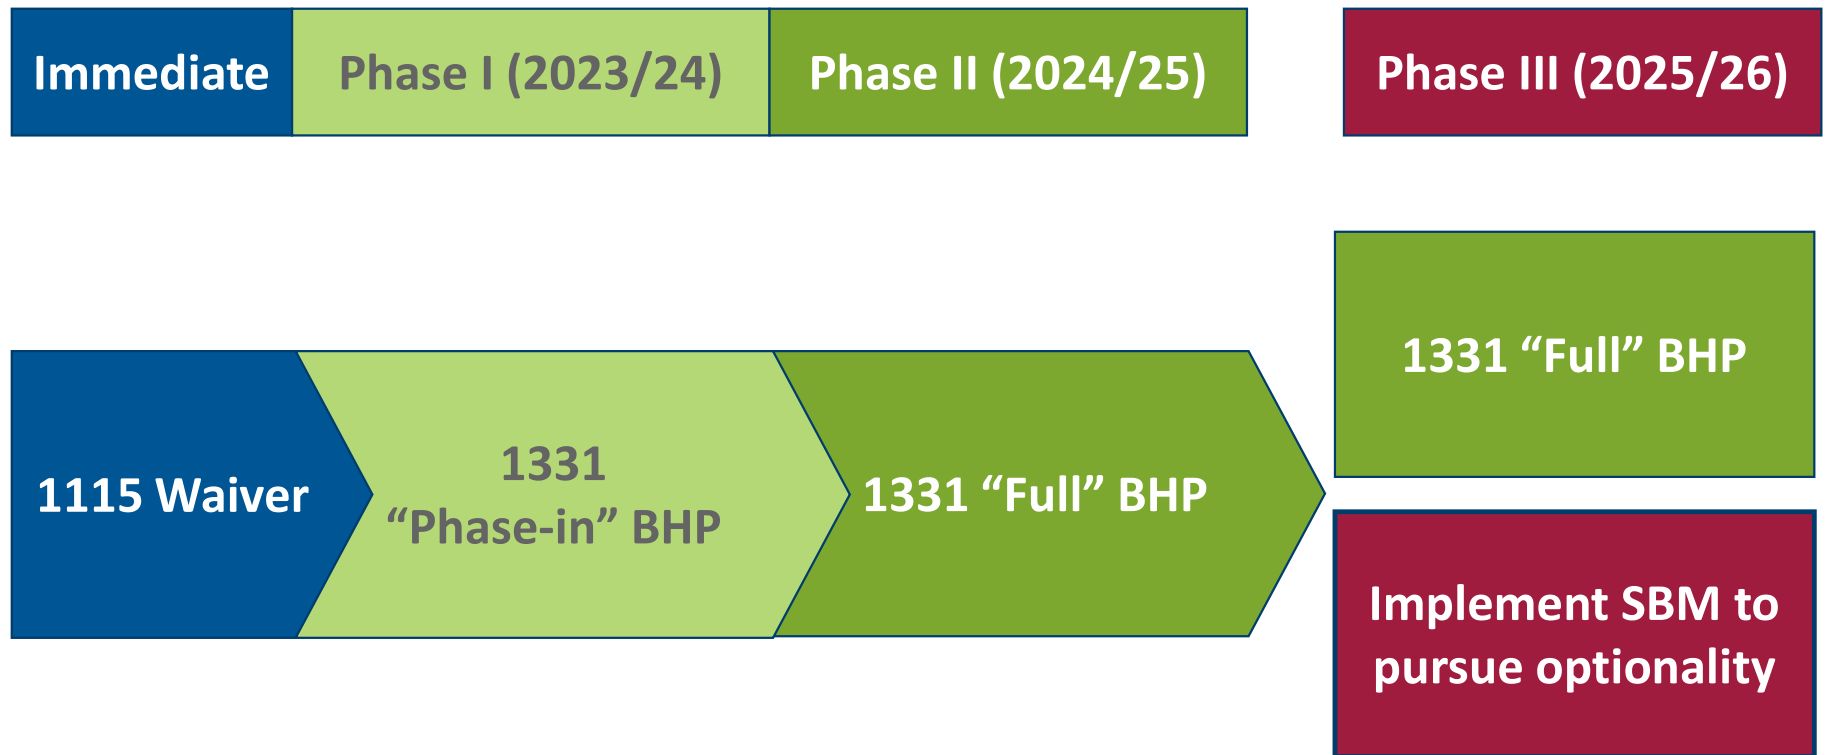 Immediate
Phase I (2023/24)
Phase II (2024/25)
Phase III (2025/26)
1115 Waiver
1331
“Phase-in” BHP
1331 “Full” BHP
1331 “Full” BHP
Implement SBM to
pursue optionality